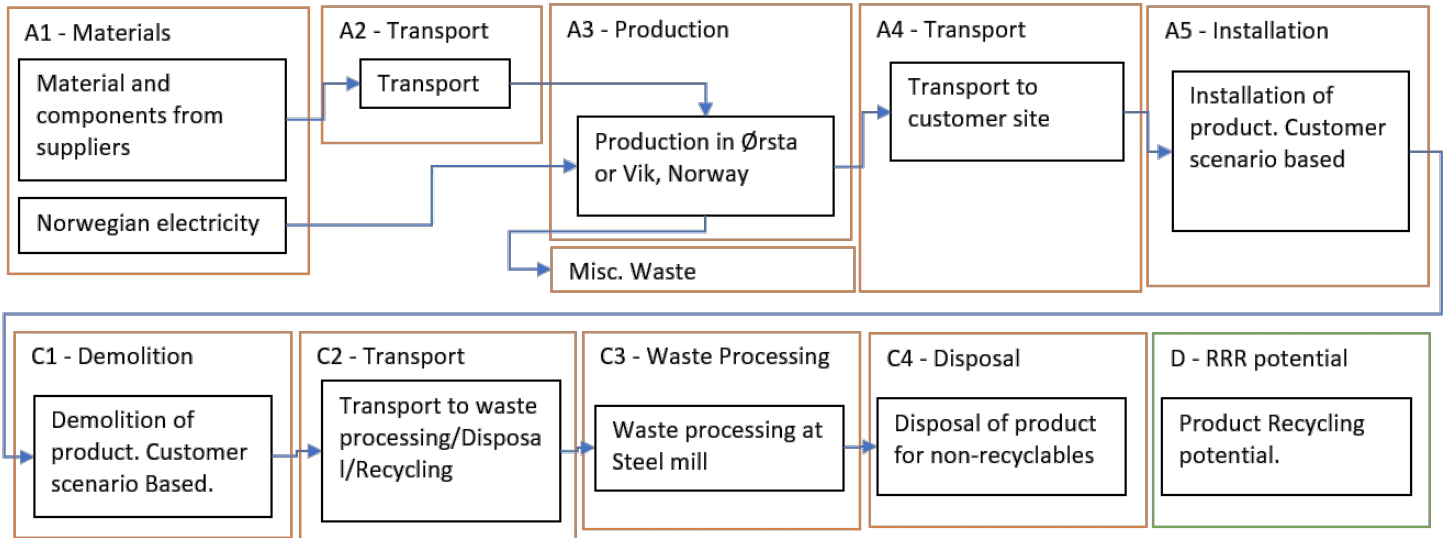 A1 - Materials
Material and
components from
suppliers
Norwegian electricity
A2 - Transport
Transport
A3 - Production
Production in Ørsta
or Vik, Norway
Misc. Waste
A4 - Transport
Transport to
customer site
A5 - Installation
Installation of
product. Customer
scenario based
C1 - Demolition
Demolition of
product. Customer
scenario Based.
C2 - Transport
Transport to waste
processing/Disposa
l/Recycling
C3 - Waste Processing
Waste processing at
Steel mill
C4 - Disposal
Disposal of product
for non-recyclables
D - RRR potential
Product Recycling
potential.